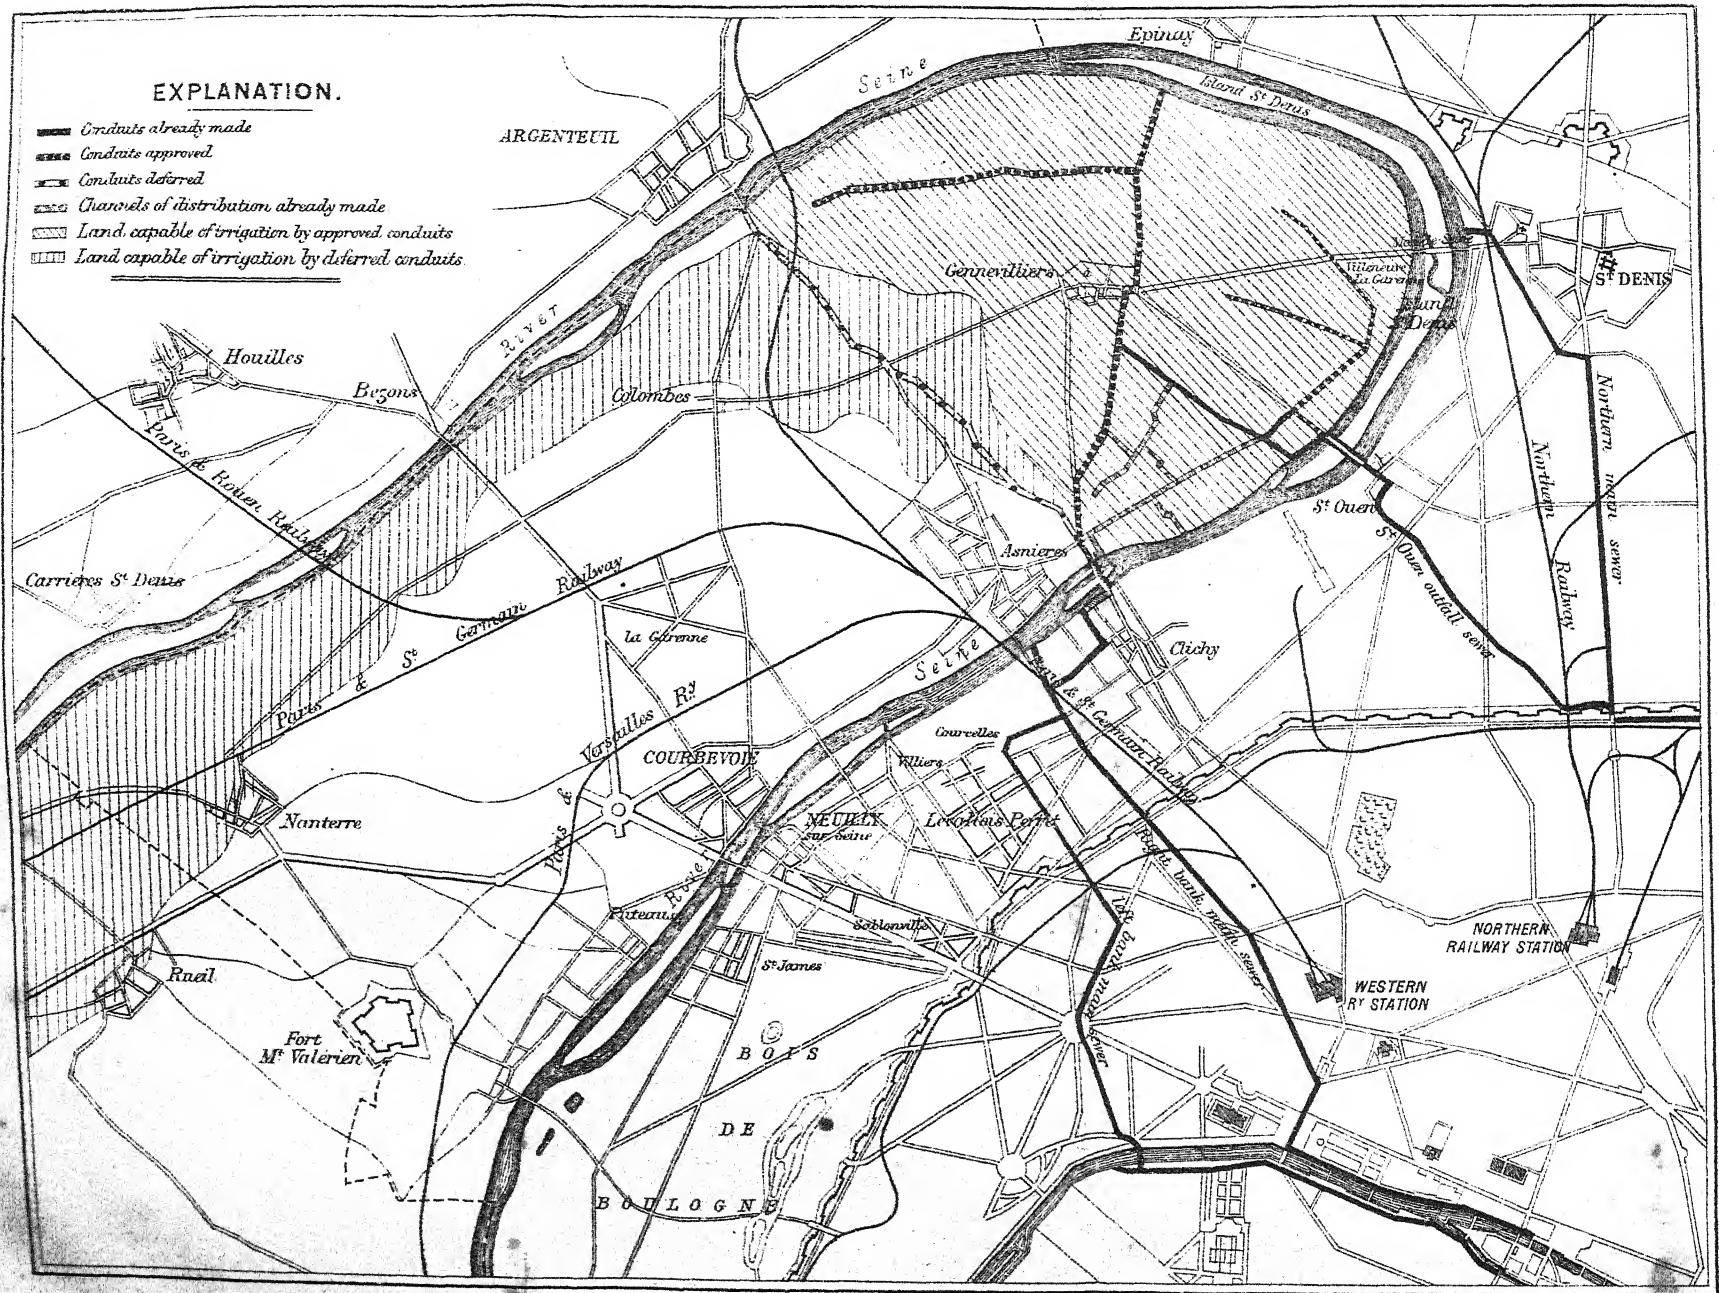 EXPLANATION.
Conduits already made
Conduits approved
Conduits deferred
Channels of distribution already made
Land capable of irrigation by approved conduits
Land capable of irrigation by deferred conduits.
Epinay
Seine
Island St Denis
ARGENTEUIL
Gennevilliers
Villeneuve
La Garenne
Island
St Denis
St DENIS
River
Houilles
Bezons
Colombes
Paris & Rouen Railway
Northern main sewer
Northern Railway
St Ouen
St Ouen outfall sewer
Asnieres
Carrieres St Denis
Paris & St Germain Railway
La Garenne
Clichy
Seine
Paris & St Germain Railway
Paris & Versailles Ry
Courcelles
COURBEVOIE
Villiers
Nanterre
NEUILLY
sur Seine
Levallois Perret
Right bank main sewer
River
Puteaux
Sablonville
left bank main sewer
NORTHERN
RAILWAY STATION
St James
Rueil
WESTERN
RY STATION
Fort
Mt Valérien
BOIS
DE
BOULOGNE